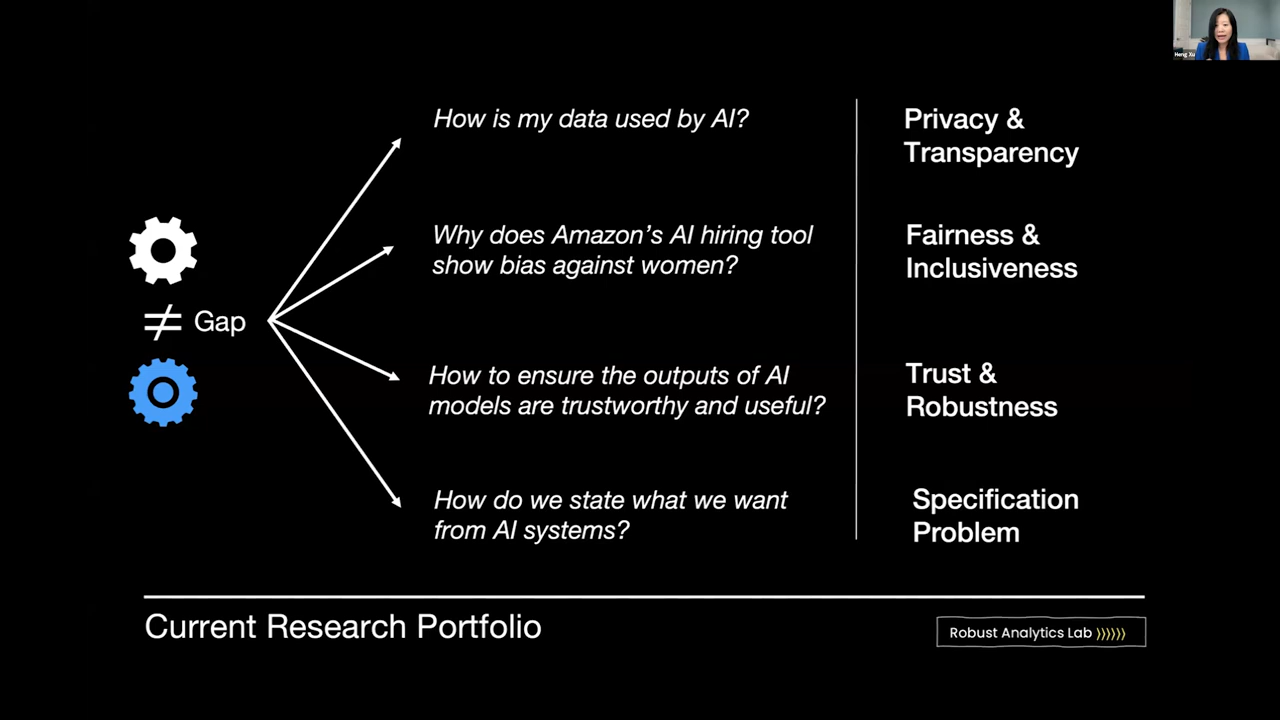 Heng Xu
How is my data used by AI?
Privacy &
Transparency
Why does Amazon's AI hiring tool
show bias against women?
Fairness &
Inclusiveness
≠ Gap
How to ensure the outputs of AI
models are trustworthy and useful?
Trust &
Robustness
How do we state what we want
from AI systems?
Specification
Problem
Current Research Portfolio
Robust Analytics Lab